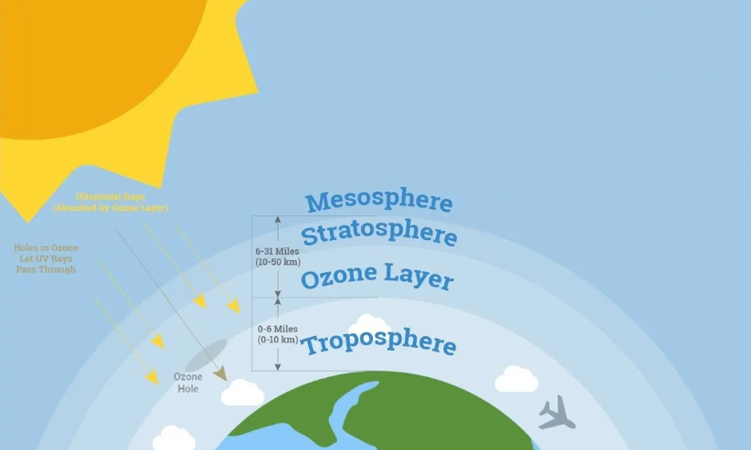 Mesosphere
Ultraviolet Rays
(Absorbed by Ozone Layer)
Stratosphere
Holes in Ozone
Let UV Rays
Pass Through
6-31 Miles
(10-50 km)
Ozone Layer
0-6 Miles
(0-10 km)
Troposphere
Ozone
Hole